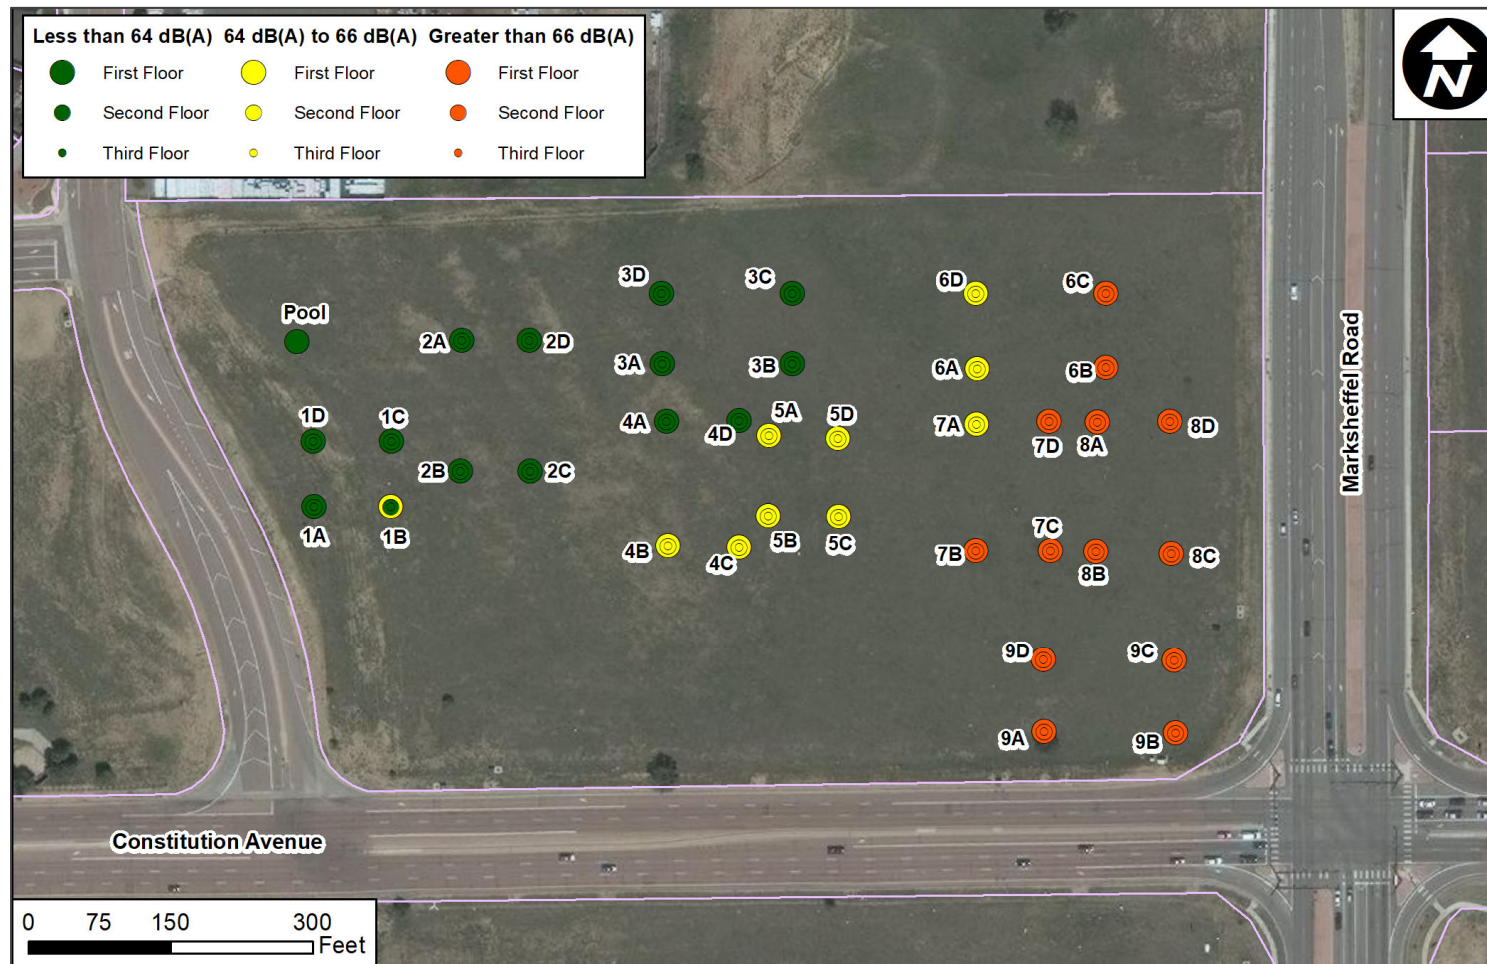 Less than 64 dB(A) 64 dB(A) to 66 dB(A) Greater than 66 dB(A)
First Floor First Floor First Floor
Second Floor Second Floor Second Floor
Third Floor Third Floor Third Floor
N
3D 3C 6D 6C
Pool
2A 2D
3A 3B 6A 6B
1D 1C 4A 4D 5A 5D 7A 7D 8A 8D
2B 2C
1A 1B 4B 4C 5B 5C 7B 7C 8B 8C
9D 9C
9A 9B
Marksheffel Road
Constitution Avenue
0 75 150 300
Feet